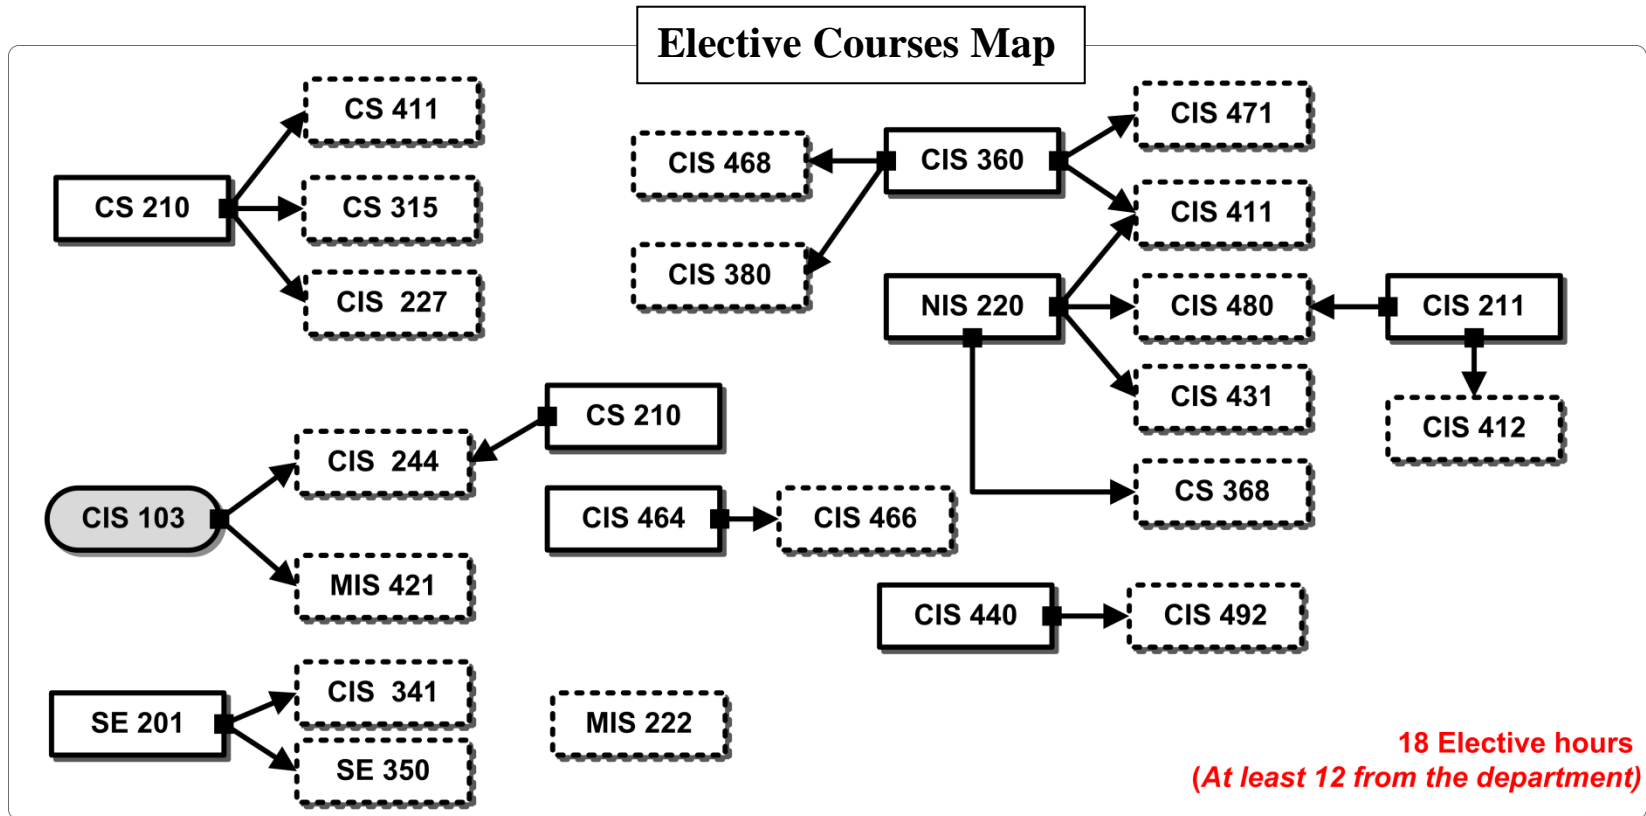 Elective Courses Map
CS 411
CIS 471
CIS 468
CIS 360
CS 210
CS 315
CIS 411
CIS 380
CIS 227
NIS 220
CIS 480
CIS 211
CIS 431
CIS 412
CS 210
CIS 244
CS 368
CIS 103
CIS 464
CIS 466
MIS 421
CIS 440
CIS 492
CIS 341
SE 201
MIS 222
SE 350
18 Elective hours
(At least 12 from the department)